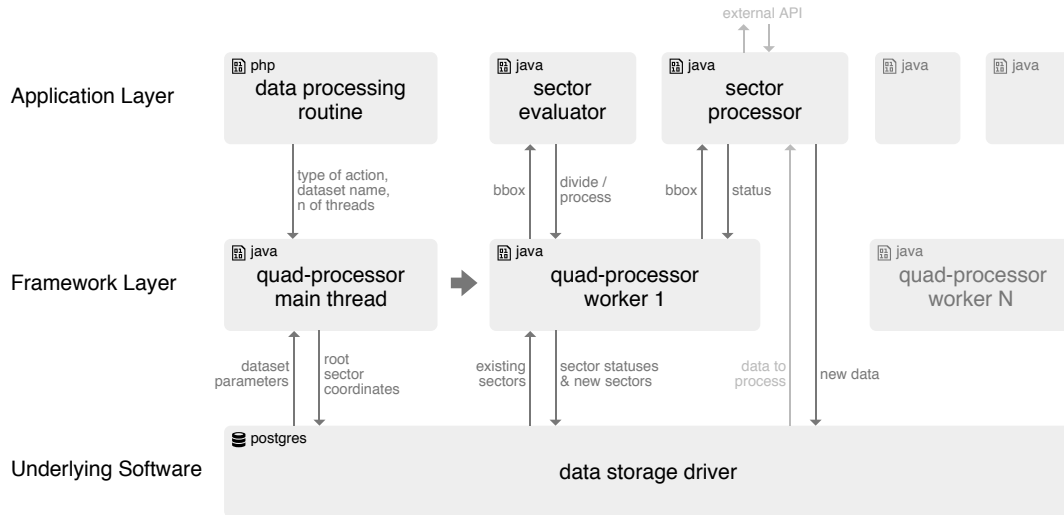 external API
php
data processing
routine
java
sector
evaluator
java
sector
processor
java
java
Application Layer
type of action,
dataset name,
n of threads
bbox
divide /
process
bbox
status
java
quad-processor
main thread
java
quad-processor
worker 1
java
quad-processor
worker N
Framework Layer
dataset
parameters
root
sector
coordinates
existing
sectors
sector statuses
& new sectors
data to
process
new data
postgres
data storage driver
Underlying Software